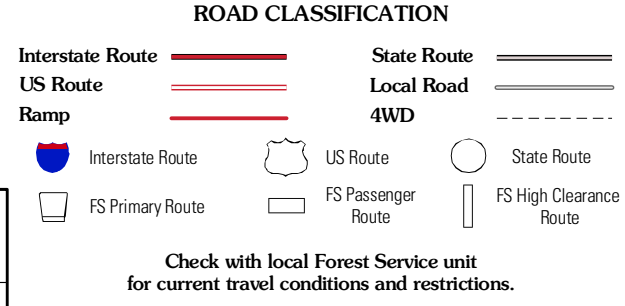 ROAD CLASSIFICATION
Interstate Route
State Route
US Route
Local Road
Ramp
4WD
Interstate Route
US Route
State Route
FS Primary Route
FS Passenger
Route
FS High Clearance
Route
Check with local Forest Service unit
for current travel conditions and restrictions.